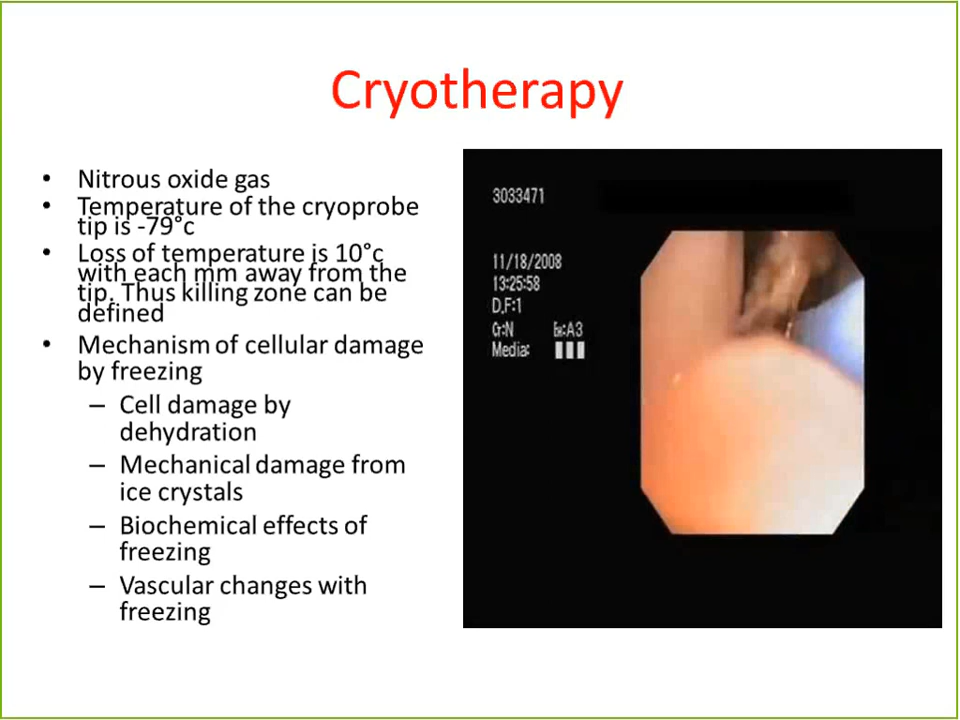 Cryotherapy
• Nitrous oxide gas
• Temperature of the cryoprobe
tip is -79°c
• Loss of temperature is 10°c
with each mm away from the
tip. Thus killing zone can be
defined
• Mechanism of cellular damage
by freezing
– Cell damage by
dehydration
– Mechanical damage from
ice crystals
– Biochemical effects of
freezing
– Vascular changes with
freezing
3033471
11/18/2008
13:25:58
D.F:1
Cr:N En:A3
Media: